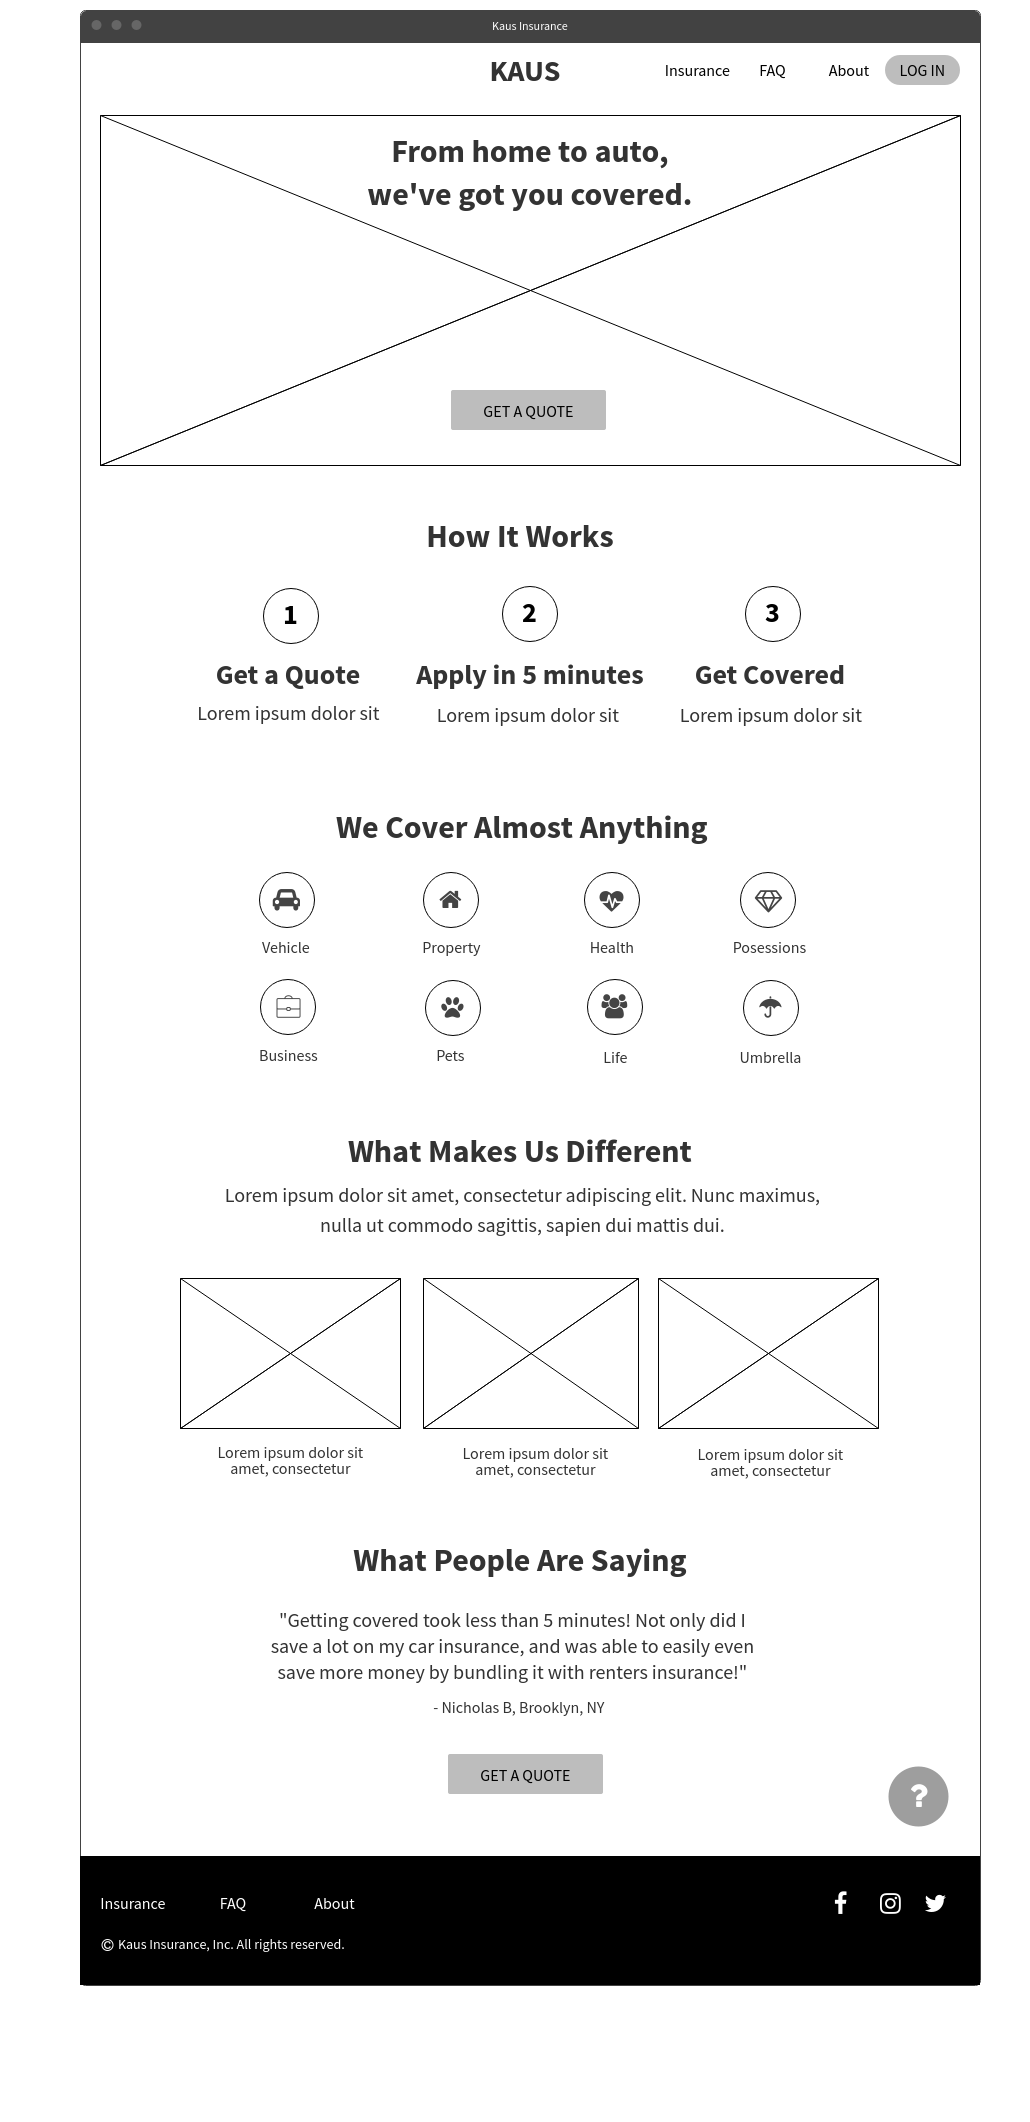 Kaus Insurance
KAUS
Insurance FAQ About LOG IN
From home to auto,
we've got you covered.
GET A QUOTE
How It Works
1 2 3
Get a Quote Apply in 5 minutes Get Covered
Lorem ipsum dolor sit Lorem ipsum dolor sit Lorem ipsum dolor sit
We Cover Almost Anything
Vehicle Property Health Posessions
Business Pets Life Umbrella
What Makes Us Different
Lorem ipsum dolor sit amet, consectetur adipiscing elit. Nunc maximus,
nulla ut commodo sagittis, sapien dui mattis dui.
Lorem ipsum dolor sit
amet, consectetur
Lorem ipsum dolor sit
amet, consectetur
Lorem ipsum dolor sit
amet, consectetur
What People Are Saying
"Getting covered took less than 5 minutes! Not only did I
save a lot on my car insurance, and was able to easily even
save more money by bundling it with renters insurance!"
- Nicholas B, Brooklyn, NY
GET A QUOTE
?
Insurance FAQ About
© Kaus Insurance, Inc. All rights reserved.